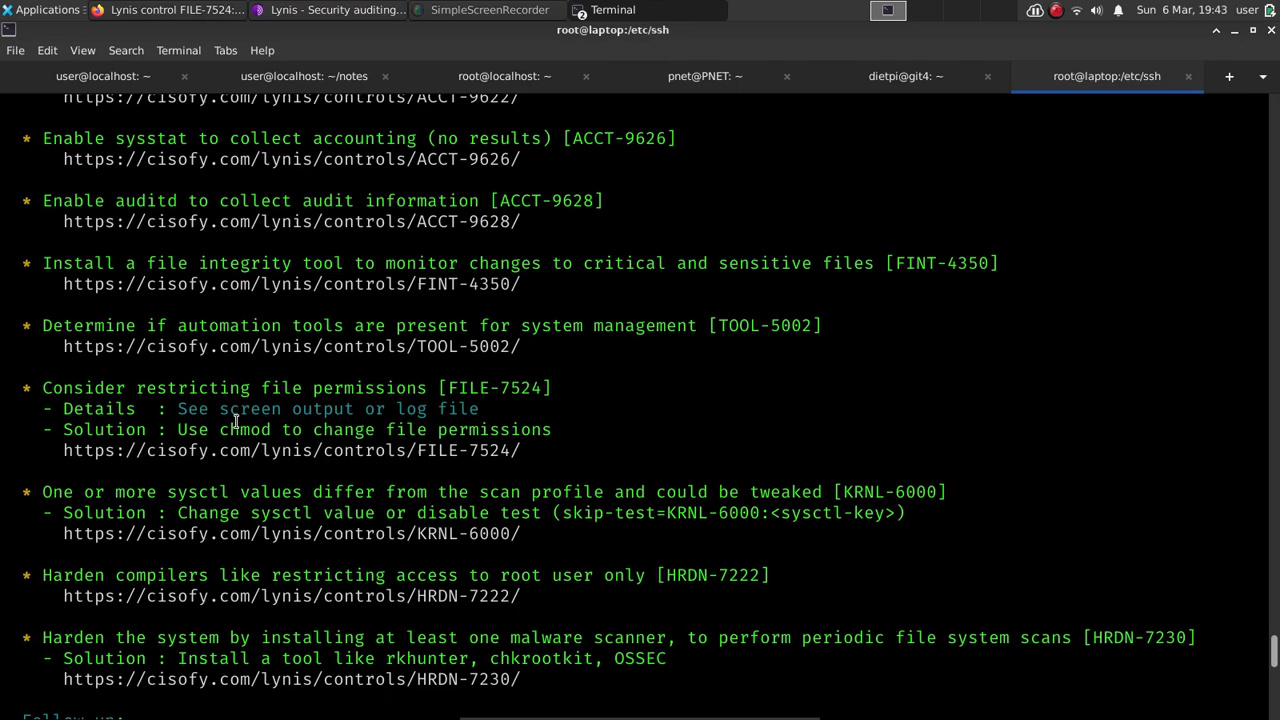 Applications
Lynis control FILE-7524:...
Lynis - Security auditing...
SimpleScreenRecorder
2
Terminal
Sun 6 Mar, 19:43 user
root@laptop:/etc/ssh
File Edit View Search Terminal Tabs Help
user@localhost: ~ × user@localhost: ~/notes × root@localhost: ~ × pnet@PNET: ~ × dietpi@git4: ~ × root@laptop:/etc/ssh ×
https://cisofy.com/lynis/controls/ACCT-9622/
* Enable sysstat to collect accounting (no results) [ACCT-9626]
https://cisofy.com/lynis/controls/ACCT-9626/
* Enable auditd to collect audit information [ACCT-9628]
https://cisofy.com/lynis/controls/ACCT-9628/
* Install a file integrity tool to monitor changes to critical and sensitive files [FINT-4350]
https://cisofy.com/lynis/controls/FINT-4350/
* Determine if automation tools are present for system management [TOOL-5002]
https://cisofy.com/lynis/controls/TOOL-5002/
* Consider restricting file permissions [FILE-7524]
- Details : See screen output or log file
- Solution : Use chmod to change file permissions
https://cisofy.com/lynis/controls/FILE-7524/
* One or more sysctl values differ from the scan profile and could be tweaked [KRNL-6000]
- Solution : Change sysctl value or disable test (skip-test=KRNL-6000:<sysctl-key>)
https://cisofy.com/lynis/controls/KRNL-6000/
* Harden compilers like restricting access to root user only [HRDN-7222]
https://cisofy.com/lynis/controls/HRDN-7222/
* Harden the system by installing at least one malware scanner, to perform periodic file system scans [HRDN-7230]
- Solution : Install a tool like rkhunter, chkrootkit, OSSEC
https://cisofy.com/lynis/controls/HRDN-7230/
Follow-up: